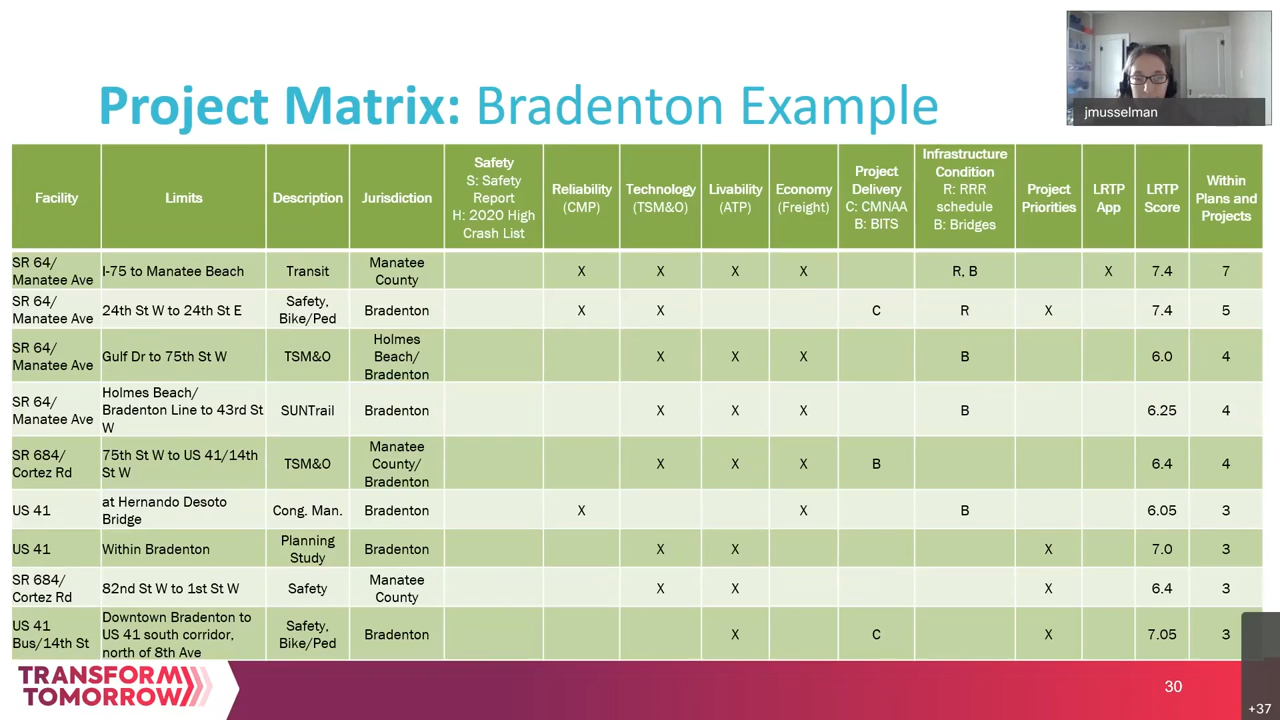 jmusselman
Project Matrix: Bradenton Example
Facility
Limits
Description
Jurisdiction
Safety
S: Safety
Report
H: 2020 High
Crash List
Reliability
(CMP)
Technology
(TSM&O)
Livability
(ATP)
Economy
(Freight)
Project
Delivery
C: CMNAA
B: BITS
Infrastructure
Condition
R: RRR
schedule
B: Bridges
Project
Priorities
LRTP
App
LRTP
Score
Within
Plans and
Projects
SR 64/
Manatee Ave
I-75 to Manatee Beach
Transit
Manatee
County
X
X
X
X
R, B
X
7.4
7
SR 64/
Manatee Ave
24th St W to 24th St E
Safety,
Bike/Ped
Bradenton
X
X
C
R
X
7.4
5
SR 64/
Manatee Ave
Gulf Dr to 75th St W
TSM&O
Holmes
Beach/
Bradenton
X
X
X
B
6.0
4
SR 64/
Manatee Ave
Holmes Beach/
Bradenton Line to 43rd St
W
SUNTrail
Bradenton
X
X
X
B
6.25
4
SR 684/
Cortez Rd
75th St W to US 41/14th
St W
TSM&O
Manatee
County/
Bradenton
X
X
X
B
6.4
4
US 41
at Hernando Desoto
Bridge
Cong. Man.
Bradenton
X
X
B
6.05
3
US 41
Within Bradenton
Planning
Study
Bradenton
X
X
X
7.0
3
SR 684/
Cortez Rd
82nd St W to 1st St W
Safety
Manatee
County
X
X
X
6.4
3
US 41
Bus/14th St
Downtown Bradenton to
US 41 south corridor,
north of 8th Ave
Safety,
Bike/Ped
Bradenton
X
C
X
7.05
3
TRANSFORM
TOMORROW
30
+37